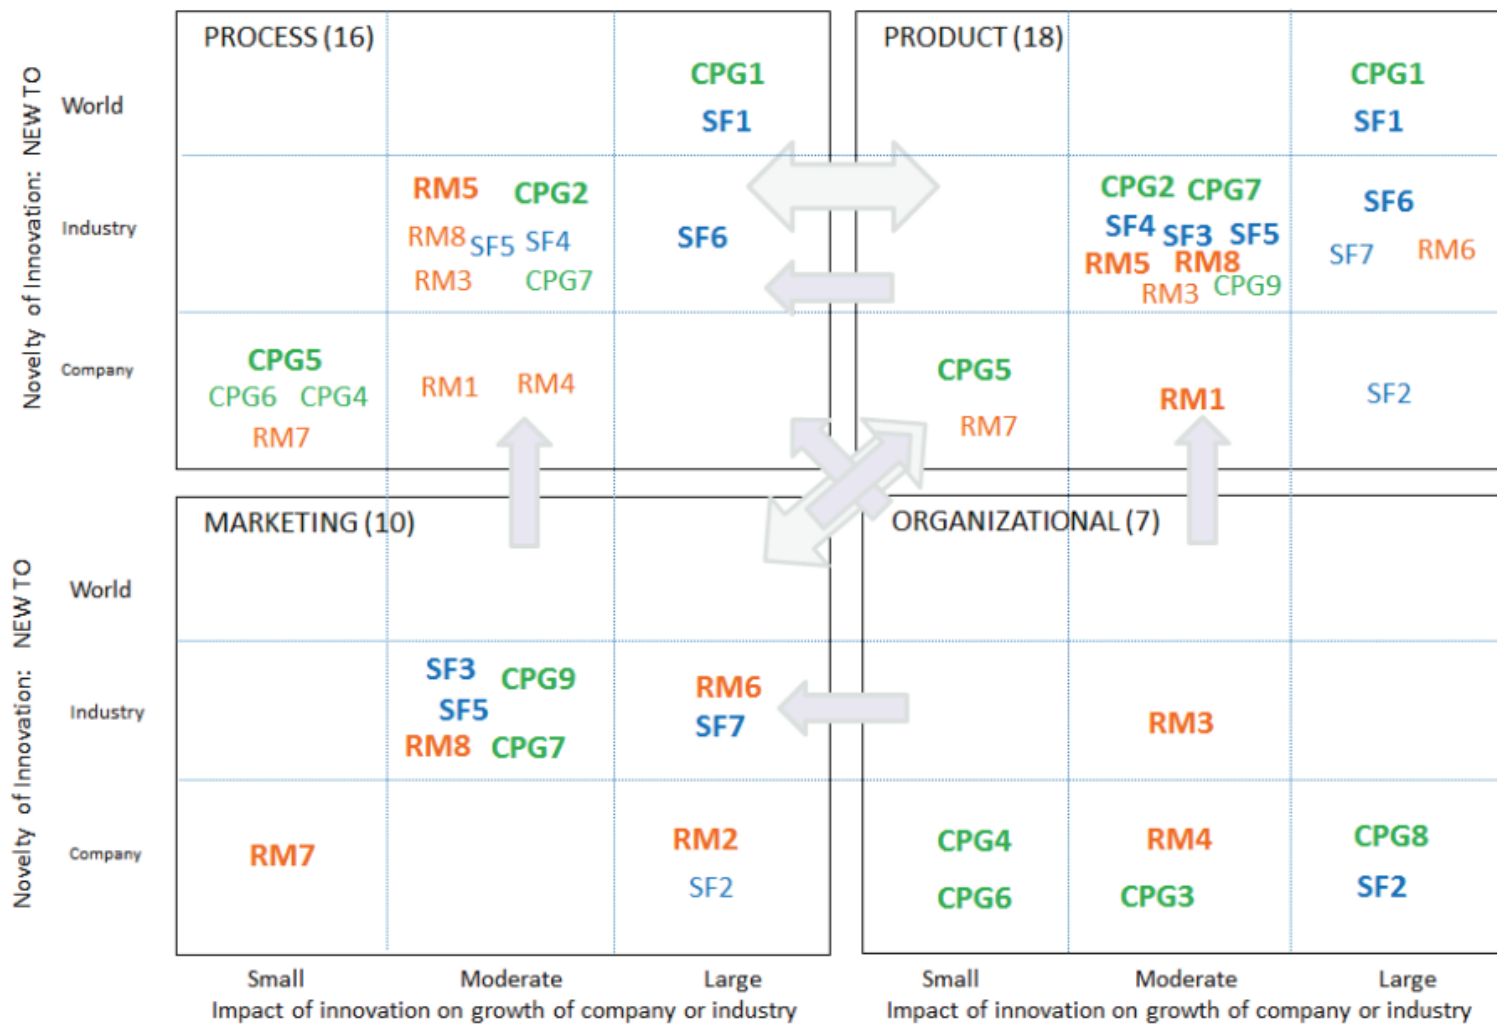 PROCESS (16)
PRODUCT (18)
Novelty of Innovation: NEW TO
World
CPG1
SF1
CPG1
SF1
Industry
RM5 CPG2
RM8 SF5 SF4
RM3 CPG7
SF6
CPG2 CPG7
SF4 SF3 SF5
RM5 RM8
RM3 CPG9
SF6
SF7 RM6
Company
CPG5
CPG6 CPG4
RM7
RM1 RM4
CPG5
RM7
RM1
SF2
MARKETING (10)
ORGANIZATIONAL (7)
Novelty of Innovation: NEW TO
World
Industry
SF3 CPG9
SF5
RM8 CPG7
RM6
SF7
RM3
Company
RM7
RM2
SF2
CPG4
CPG6
RM4
CPG3
CPG8
SF2
Small Moderate Large
Small Moderate Large
Impact of innovation on growth of company or industry
Impact of innovation on growth of company or industry